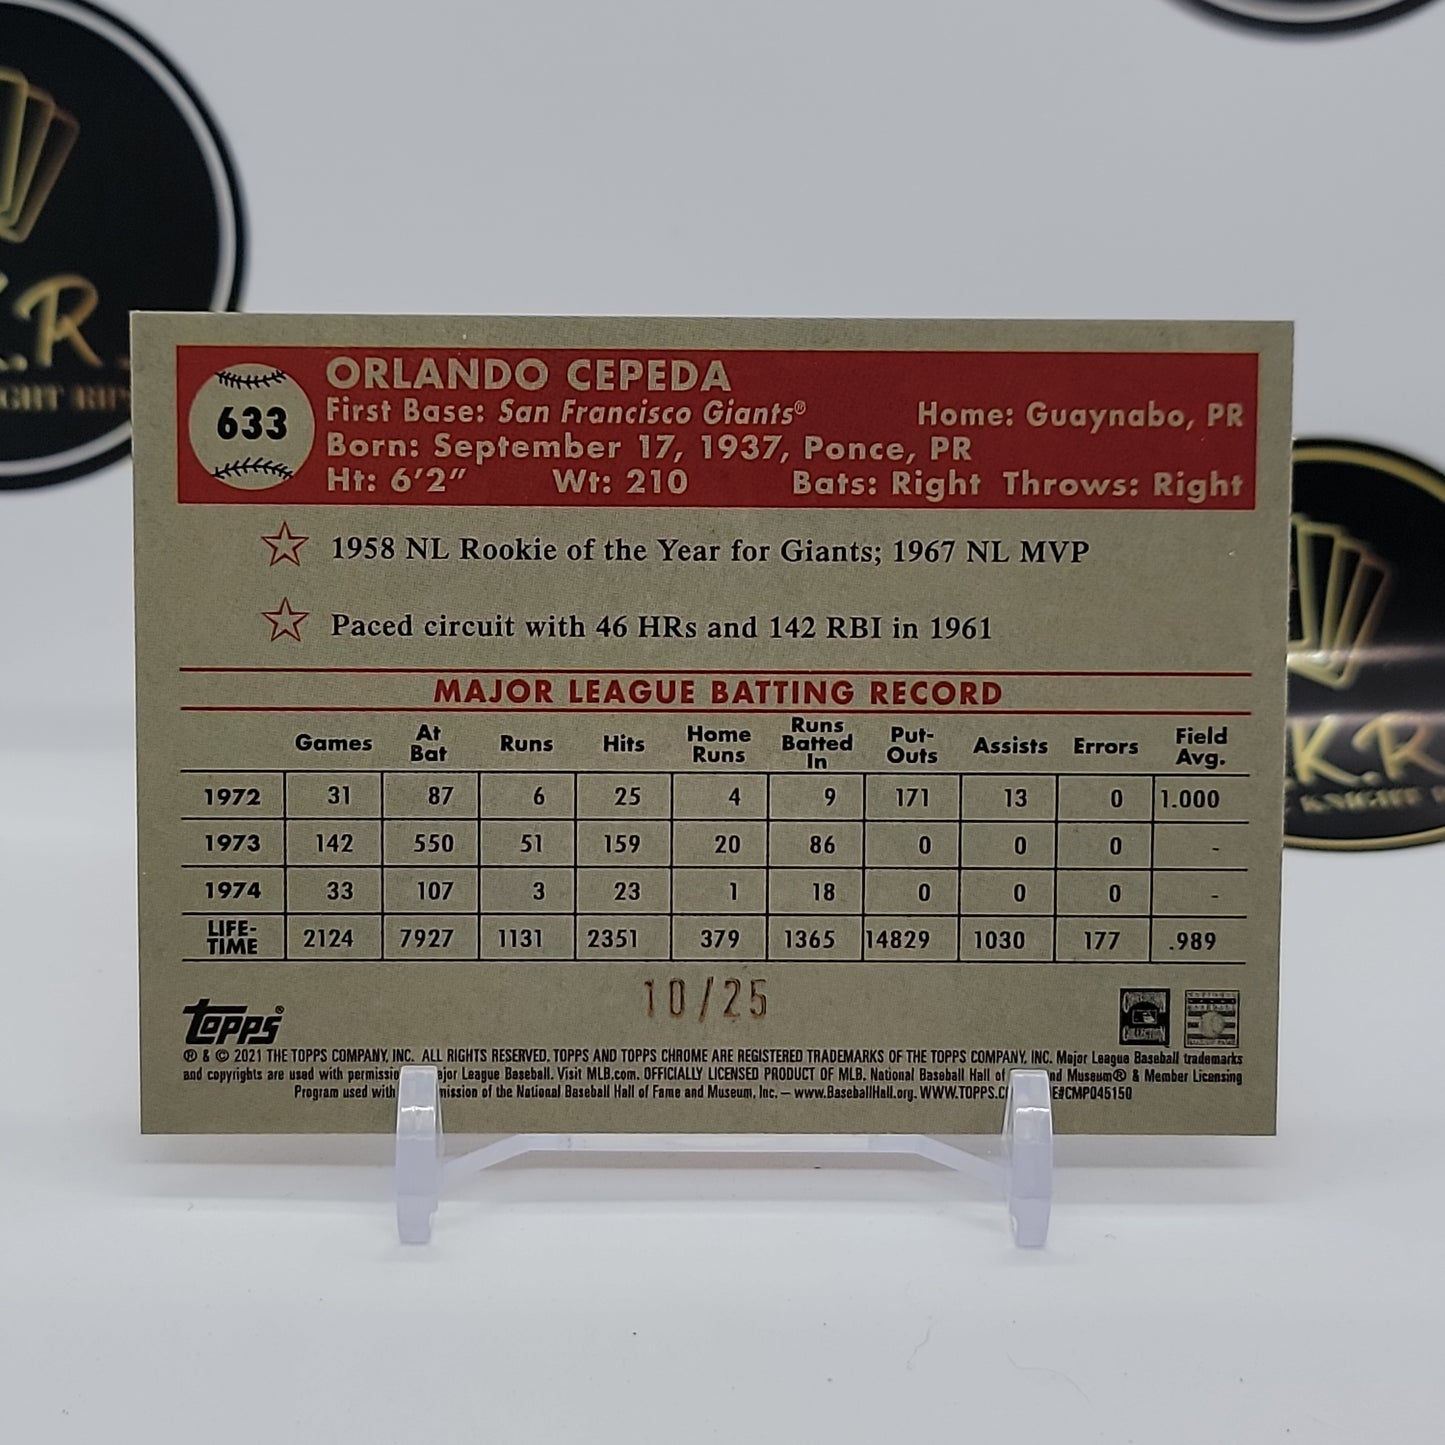 633
ORLANDO CEPEDA
First Base: San Francisco Giants® Home: Guaynabo, PR
Born: September 17, 1937, Ponce, PR
Ht: 6'2" Wt: 210 Bats: Right Throws: Right
1958 NL Rookie of the Year for Giants; 1967 NL MVP
Paced circuit with 46 HRs and 142 RBI in 1961
MAJOR LEAGUE BATTING RECORD
Games At Bat Runs Hits Home Runs Runs Batted In Put-Outs Assists Errors Field Avg.
1972 31 87 6 25 4 9 171 13 0 1.000
1973 142 550 51 159 20 86 0 0 0 -
1974 33 107 3 23 1 18 0 0 0 -
LIFE-TIME 2124 7927 1131 2351 379 1365 14829 1030 177 .989
10/25
topps®
COOPERSTOWN COLLECTION
® & © 2021 THE TOPPS COMPANY, INC. ALL RIGHTS RESERVED. TOPPS AND TOPPS CHROME ARE REGISTERED TRADEMARKS OF THE TOPPS COMPANY, INC. Major League Baseball trademarks
and copyrights are used with permissio ajor League Baseball. Visit MLB.com. OFFICIALLY LICENSED PRODUCT OF MLB. National Baseball Hall of nd Museum® & Member Licensing
Program used with mission of the National Baseball Hall of Fame and Museum, Inc. — www.BaseballHall.org. WWW.TOPPS.C E#CMP045150
.K.R.
GHT RIP
K.R
KNIGHT R